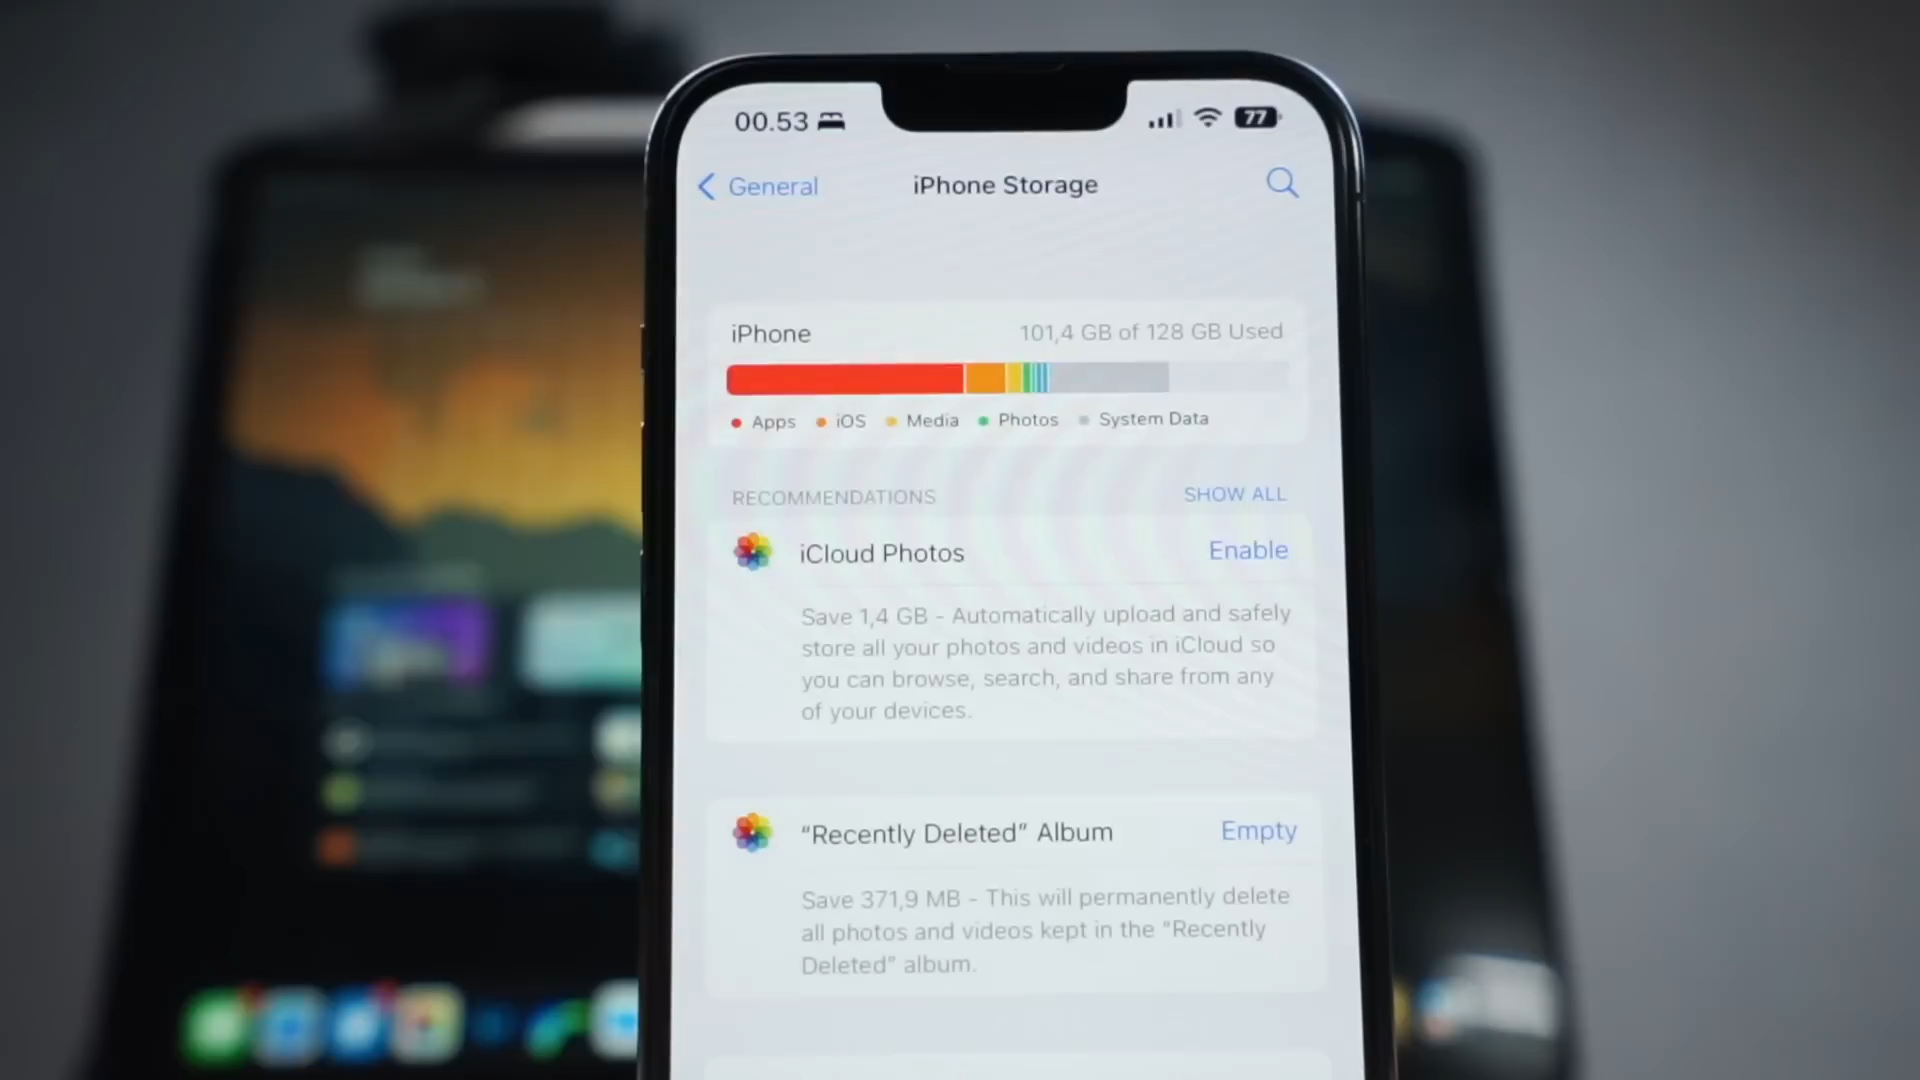 00.53
77
General
iPhone Storage
iPhone
101,4 GB of 128 GB Used
Apps
iOS
Media
Photos
System Data
RECOMMENDATIONS
SHOW ALL
iCloud Photos
Enable
Save 1,4 GB - Automatically upload and safely
store all your photos and videos in iCloud so
you can browse, search, and share from any
of your devices.
“Recently Deleted” Album
Empty
Save 371,9 MB - This will permanently delete
all photos and videos kept in the “Recently
Deleted” album.